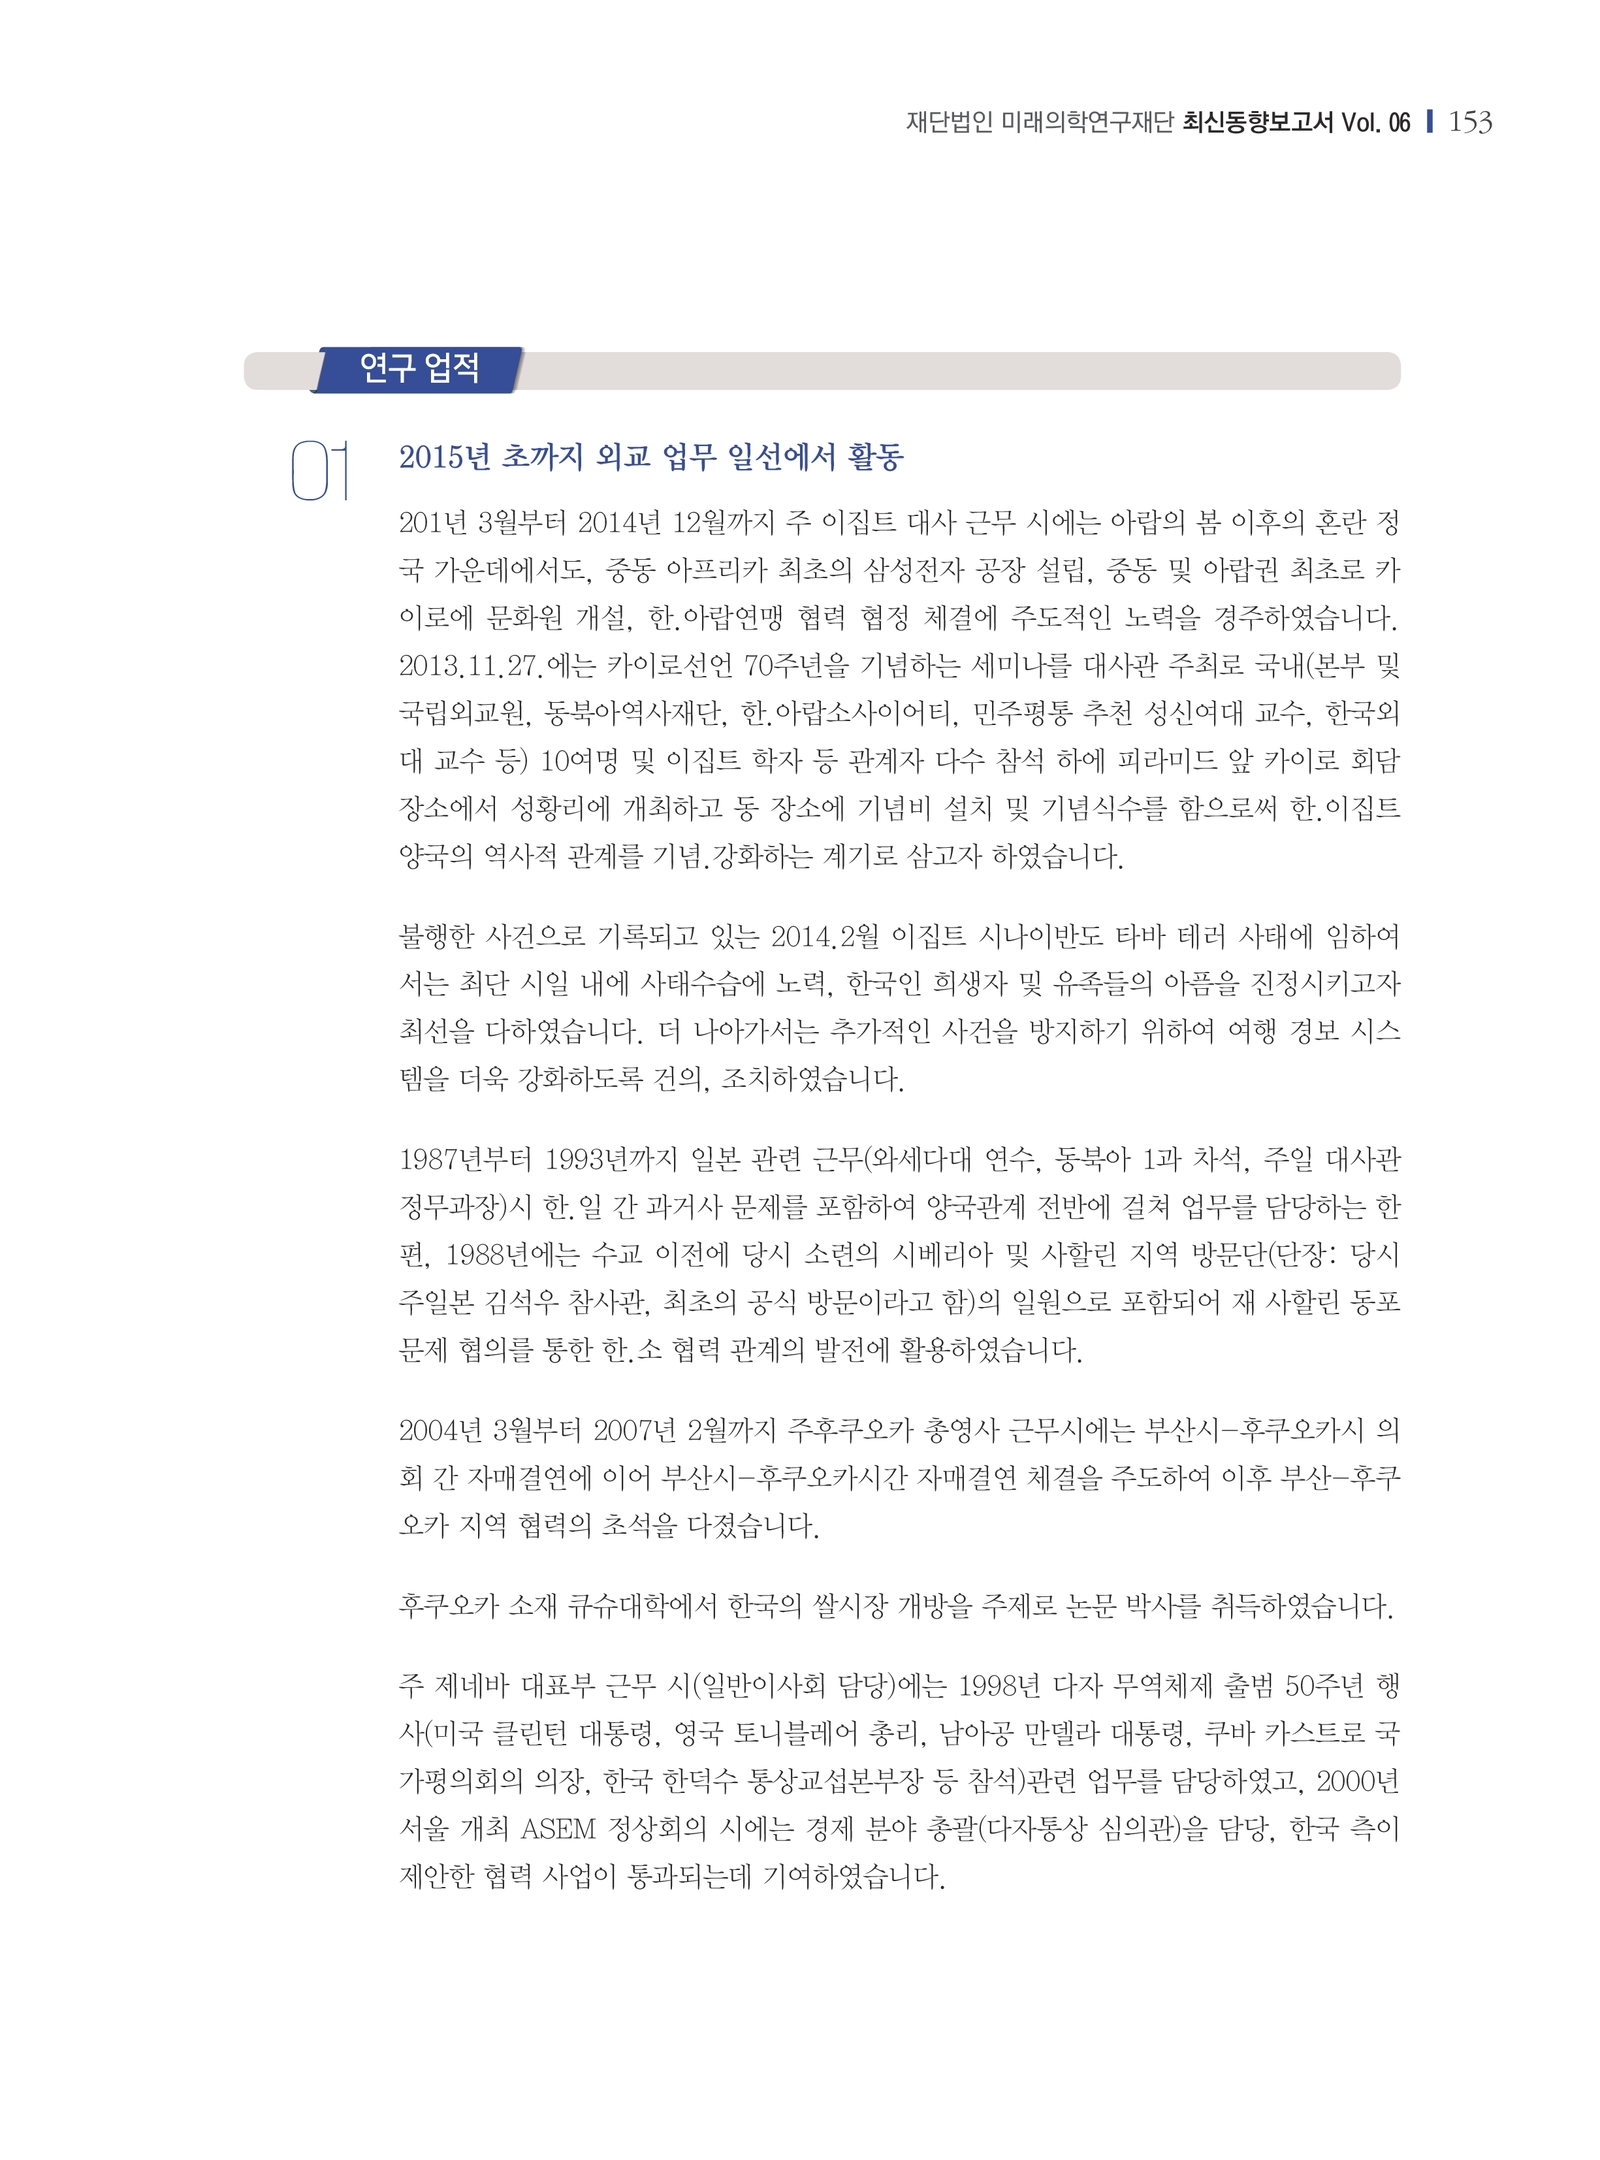 재단법인 미래의학연구재단 최신동향보고서 Vol. 06 153
연구 업적
01
2015년 초까지 외교 업무 일선에서 활동
201년 3월부터 2014년 12월까지 주 이집트 대사 근무 시에는 아랍의 봄 이후의 혼란 정
국 가운데에서도, 중동 아프리카 최초의 삼성전자 공장 설립, 중동 및 아랍권 최초로 카
이로에 문화원 개설, 한.아랍연맹 협력 협정 체결에 주도적인 노력을 경주하였습니다.
2013.11.27.에는 카이로선언 70주년을 기념하는 세미나를 대사관 주최로 국내(본부 및
국립외교원, 동북아역사재단, 한.아랍소사이어티, 민주평통 추천 성신여대 교수, 한국외
대 교수 등) 10여명 및 이집트 학자 등 관계자 다수 참석 하에 피라미드 앞 카이로 회담
장소에서 성황리에 개최하고 동 장소에 기념비 설치 및 기념식수를 함으로써 한.이집트
양국의 역사적 관계를 기념.강화하는 계기로 삼고자 하였습니다.
불행한 사건으로 기록되고 있는 2014.2월 이집트 시나이반도 타바 테러 사태에 임하여
서는 최단 시일 내에 사태수습에 노력, 한국인 희생자 및 유족들의 아픔을 진정시키고자
최선을 다하였습니다. 더 나아가서는 추가적인 사건을 방지하기 위하여 여행 경보 시스
템을 더욱 강화하도록 건의, 조치하였습니다.
1987년부터 1993년까지 일본 관련 근무(와세다대 연수, 동북아 1과 차석, 주일 대사관
정무과장)시 한.일 간 과거사 문제를 포함하여 양국관계 전반에 걸쳐 업무를 담당하는 한
편, 1988년에는 수교 이전에 당시 소련의 시베리아 및 사할린 지역 방문단(단장: 당시
주일본 김석우 참사관, 최초의 공식 방문이라고 함)의 일원으로 포함되어 재 사할린 동포
문제 협의를 통한 한.소 협력 관계의 발전에 활용하였습니다.
2004년 3월부터 2007년 2월까지 주후쿠오카 총영사 근무시에는 부산시-후쿠오카시 의
회 간 자매결연에 이어 부산시-후쿠오카시간 자매결연 체결을 주도하여 이후 부산-후쿠
오카 지역 협력의 초석을 다졌습니다.
후쿠오카 소재 큐슈대학에서 한국의 쌀시장 개방을 주제로 논문 박사를 취득하였습니다.
주 제네바 대표부 근무 시(일반이사회 담당)에는 1998년 다자 무역체제 출범 50주년 행
사(미국 클린턴 대통령, 영국 토니블레어 총리, 남아공 만델라 대통령, 쿠바 카스트로 국
가평의회의 의장, 한국 한덕수 통상교섭본부장 등 참석)관련 업무를 담당하였고, 2000년
서울 개최 ASEM 정상회의 시에는 경제 분야 총괄(다자통상 심의관)을 담당, 한국 측이
제안한 협력 사업이 통과되는데 기여하였습니다.